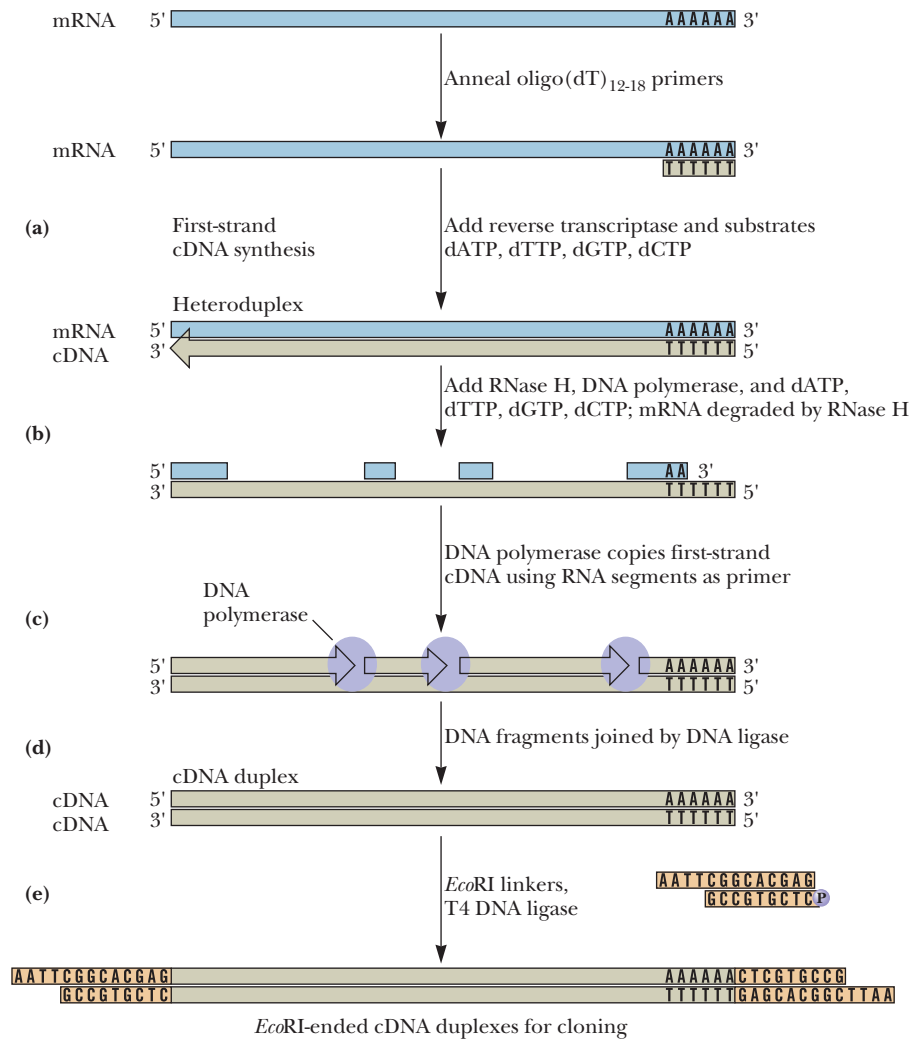 mRNA 5' AAAAAA 3'
Anneal oligo(dT)12-18 primers
mRNA 5' AAAAAA 3'
TTTTTT
(a)
First-strand
cDNA synthesis
Add reverse transcriptase and substrates
dATP, dTTP, dGTP, dCTP
Heteroduplex
mRNA 5' AAAAAA 3'
cDNA 3' TTTTTT 5'
Add RNase H, DNA polymerase, and dATP,
dTTP, dGTP, dCTP; mRNA degraded by RNase H
(b)
5' AA 3'
3' TTTTTT 5'
DNA polymerase copies first-strand
cDNA using RNA segments as primer
(c)
DNA
polymerase
5' AAAAAA 3'
3' TTTTTT 5'
(d)
DNA fragments joined by DNA ligase
cDNA duplex
cDNA 5' AAAAAA 3'
cDNA 3' TTTTTT 5'
(e)
EcoRI linkers,
T4 DNA ligase
AATTCGGCACGAG
GCCGTGCTC P
AATTCGGCACGAG AAAAAA CTCGTGCCG
GCCGTGCTC TTTTTT GAGCACGGCTTAA
EcoRI-ended cDNA duplexes for cloning